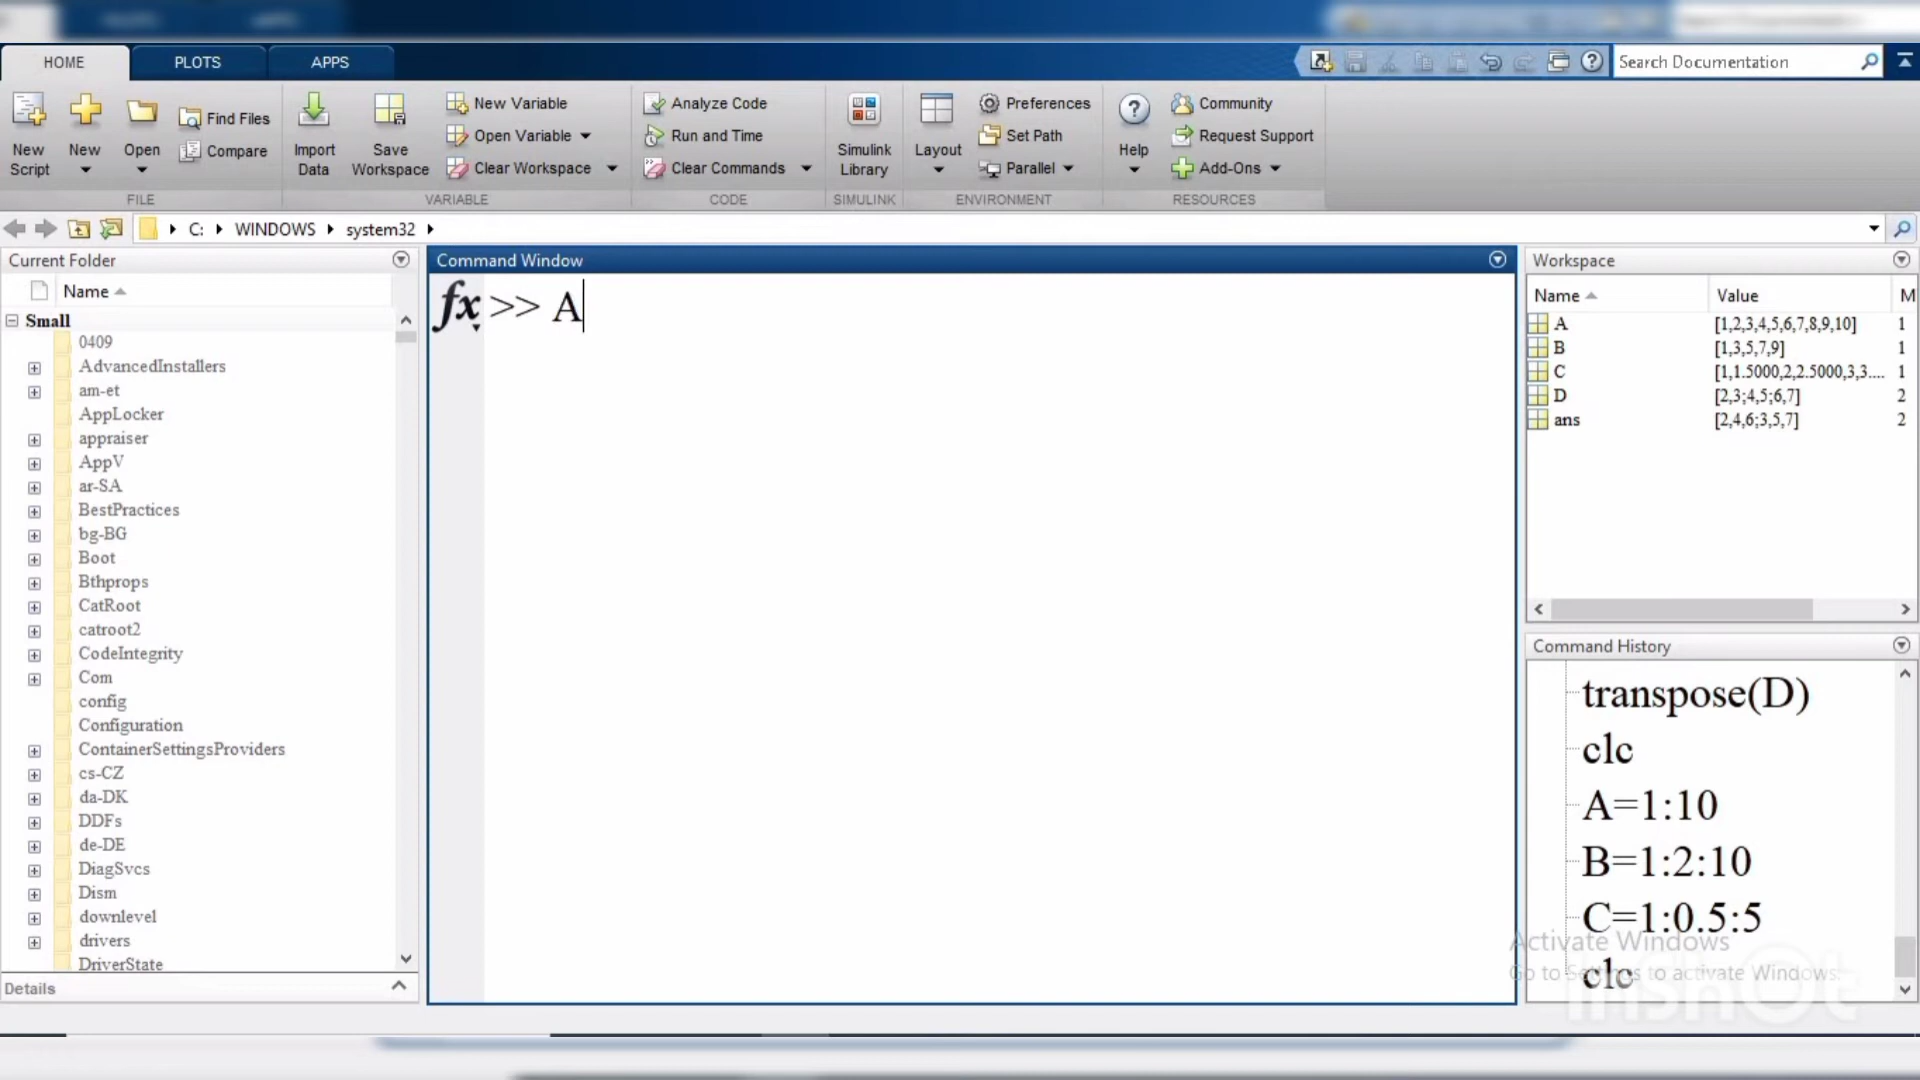 HOME
PLOTS
APPS
Search Documentation
New Script
New
Open
Find Files
Compare
FILE
Import Data
Save Workspace
New Variable
Open Variable
Clear Workspace
VARIABLE
Analyze Code
Run and Time
Clear Commands
CODE
Simulink Library
SIMULINK
Layout
Preferences
Set Path
Parallel
ENVIRONMENT
Help
Community
Request Support
Add-Ons
RESOURCES
C: WINDOWS system32
Current Folder
Name
Small
0409
AdvancedInstallers
am-et
AppLocker
appraiser
AppV
ar-SA
BestPractices
bg-BG
Boot
Bthprops
CatRoot
catroot2
CodeIntegrity
Com
config
Configuration
ContainerSettingsProviders
cs-CZ
da-DK
DDFs
de-DE
DiagSvcs
Dism
downlevel
drivers
DriverState
Details
Command Window
fx >> A
Workspace
Name Value M
A [1,2,3,4,5,6,7,8,9,10] 1
B [1,3,5,7,9] 1
C [1,1.5000,2,2.5000,3,3.... 1
D [2,3;4,5;6,7] 2
ans [2,4,6;3,5,7] 2
Command History
transpose(D)
clc
A=1:10
B=1:2:10
C=1:0.5:5
clc
Activate Windows
Go to Settings to activate Windows.
InShOt